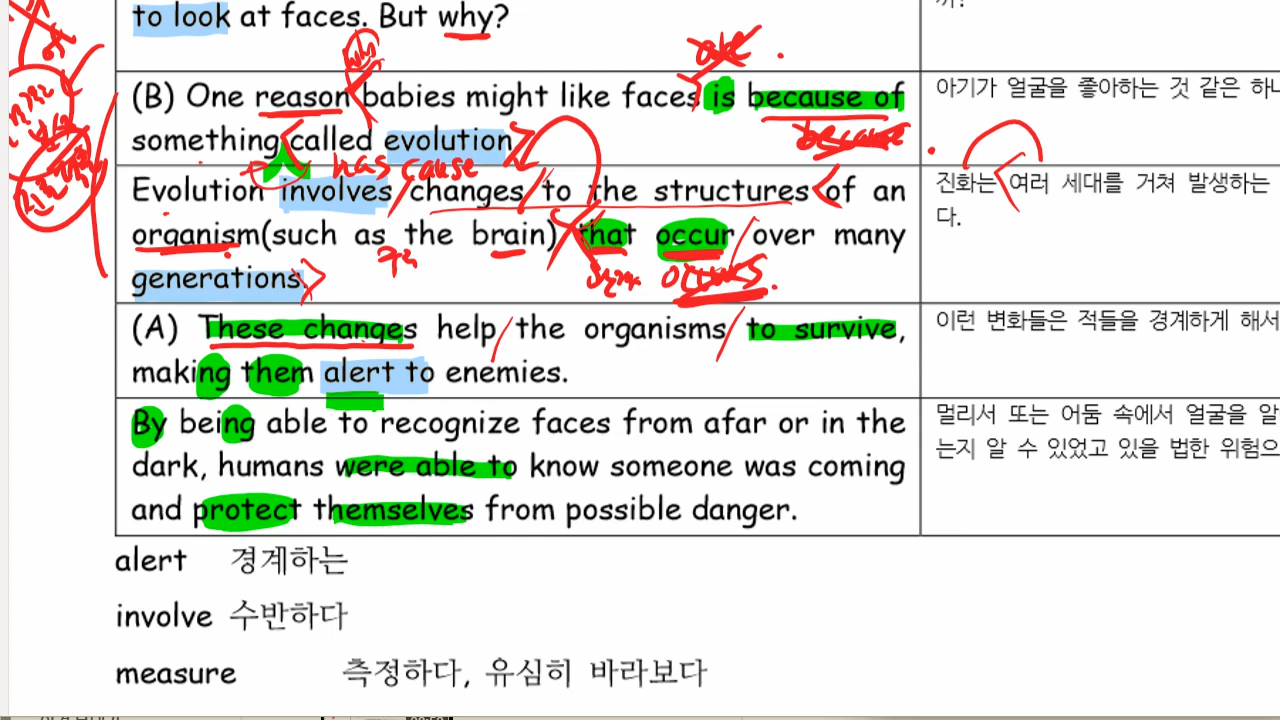 to look at faces. But why?
까?
why
are
(B) One reason babies might like faces is because of
아기가 얼굴을 좋아하는 것 같은 하나
something called evolution.
because
has cause
Evolution involves changes to the structures of an
진화는 여러 세대를 거쳐 발생하는
organism(such as the brain) that occur over many
다.
generations.
occurs
(A) These changes help the organisms to survive,
이런 변화들은 적들을 경계하게 해서
making them alert to enemies.
By being able to recognize faces from afar or in the
멀리서 또는 어둠 속에서 얼굴을 알
dark, humans were able to know someone was coming
는지 알 수 있었고 있을 법한 위험으
and protect themselves from possible danger.
alert 경계하는
involve 수반하다
measure 측정하다, 유심히 바라보다